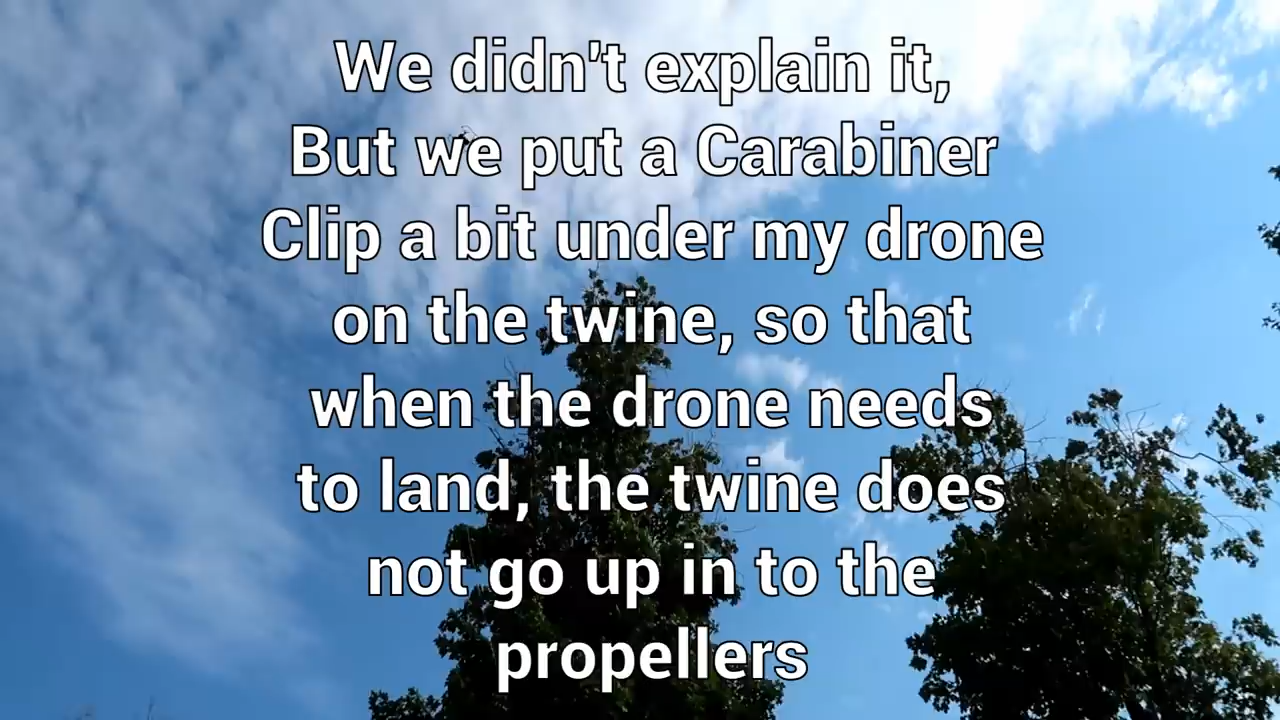 We didn't explain it,
But we put a Carabiner
Clip a bit under my drone
on the twine, so that
when the drone needs
to land, the twine does
not go up in to the
propellers